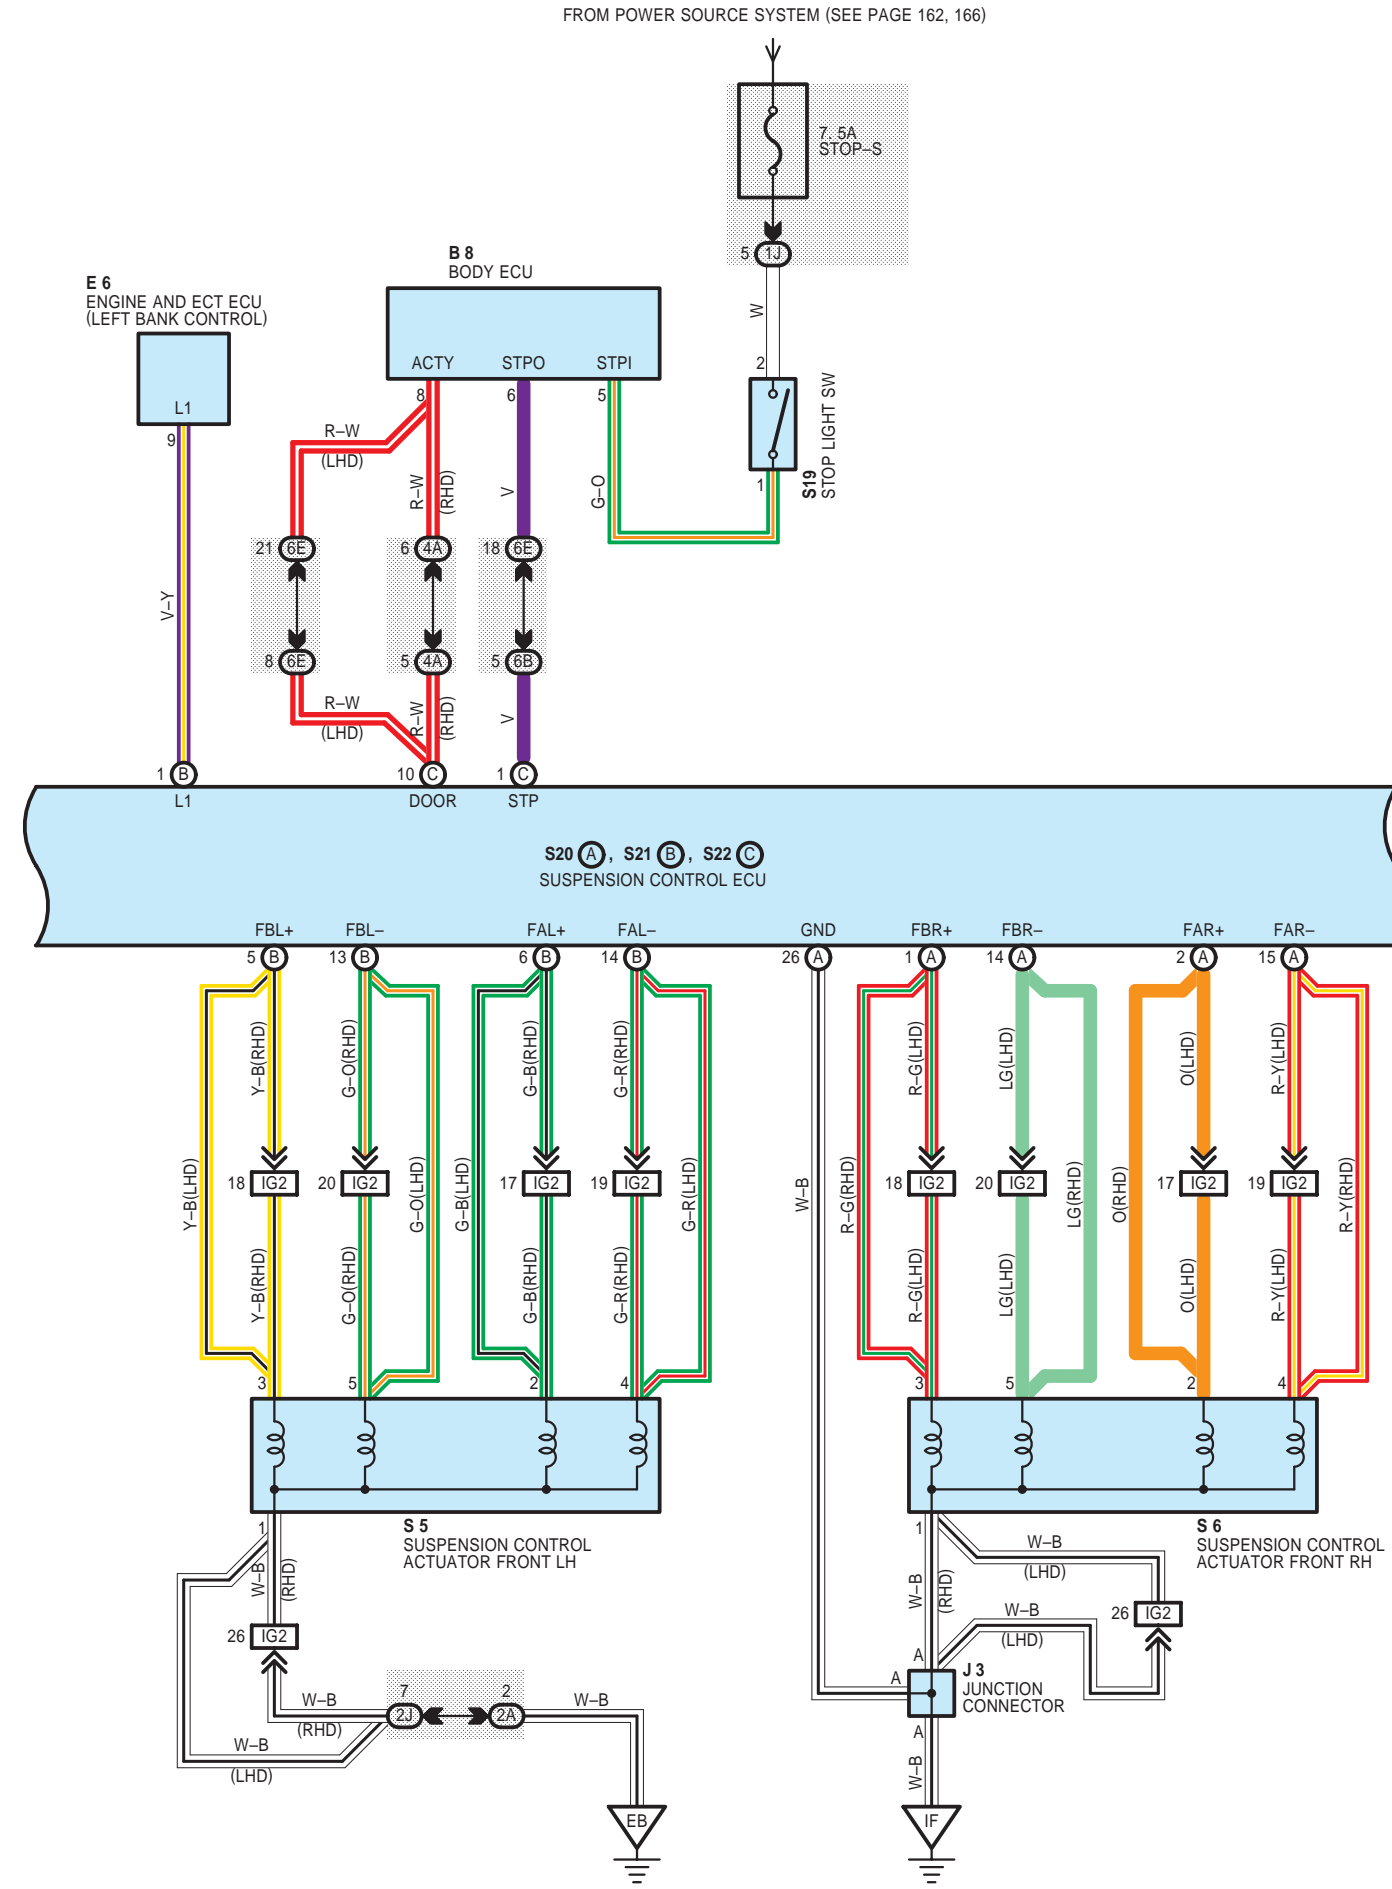 FROM POWER SOURCE SYSTEM (SEE PAGE 162, 166)
7. 5A
STOP–S
5 1J
W
2
S19
STOP LIGHT SW
1
B 8
BODY ECU
ACTY STPO STPI
8 6 5
E 6
ENGINE AND ECT ECU
(LEFT BANK CONTROL)
L1
9
V–Y
R–W
(LHD)
R–W
(RHD)
V
G–O
21 6E
6 4A
18 6E
8 6E
5 4A
5 6B
R–W
(LHD)
R–W
(RHD)
V
1 B
10 C
1 C
L1 DOOR STP
S20 A , S21 B , S22 C
SUSPENSION CONTROL ECU
FBL+ FBL– FAL+ FAL– GND FBR+ FBR– FAR+ FAR–
5 B 13 B 6 B 14 B 26 A 1 A 14 A 2 A 15 A
Y–B(RHD) G–O(RHD) G–B(RHD) G–R(RHD) R–G(LHD) LG(LHD) O(LHD) R–Y(LHD)
Y–B(LHD) G–O(LHD) G–B(LHD) G–R(LHD) W–B R–G(RHD) LG(RHD) O(RHD) R–Y(RHD)
18 IG2 20 IG2 17 IG2 19 IG2 18 IG2 20 IG2 17 IG2 19 IG2
Y–B(RHD) G–O(RHD) G–B(RHD) G–R(RHD) R–G(LHD) LG(LHD) O(LHD) R–Y(LHD)
3 5 2 4 3 5 2 4
1
S 5
SUSPENSION CONTROL
ACTUATOR FRONT LH
1
S 6
SUSPENSION CONTROL
ACTUATOR FRONT RH
W–B
(RHD)
26 IG2
W–B
(RHD)
W–B
(LHD)
7 2
2J 2A
W–B
EB
W–B
(RHD)
W–B
(LHD)
W–B
(LHD)
26 IG2
A
A
J 3
JUNCTION
CONNECTOR
A
W–B
IF